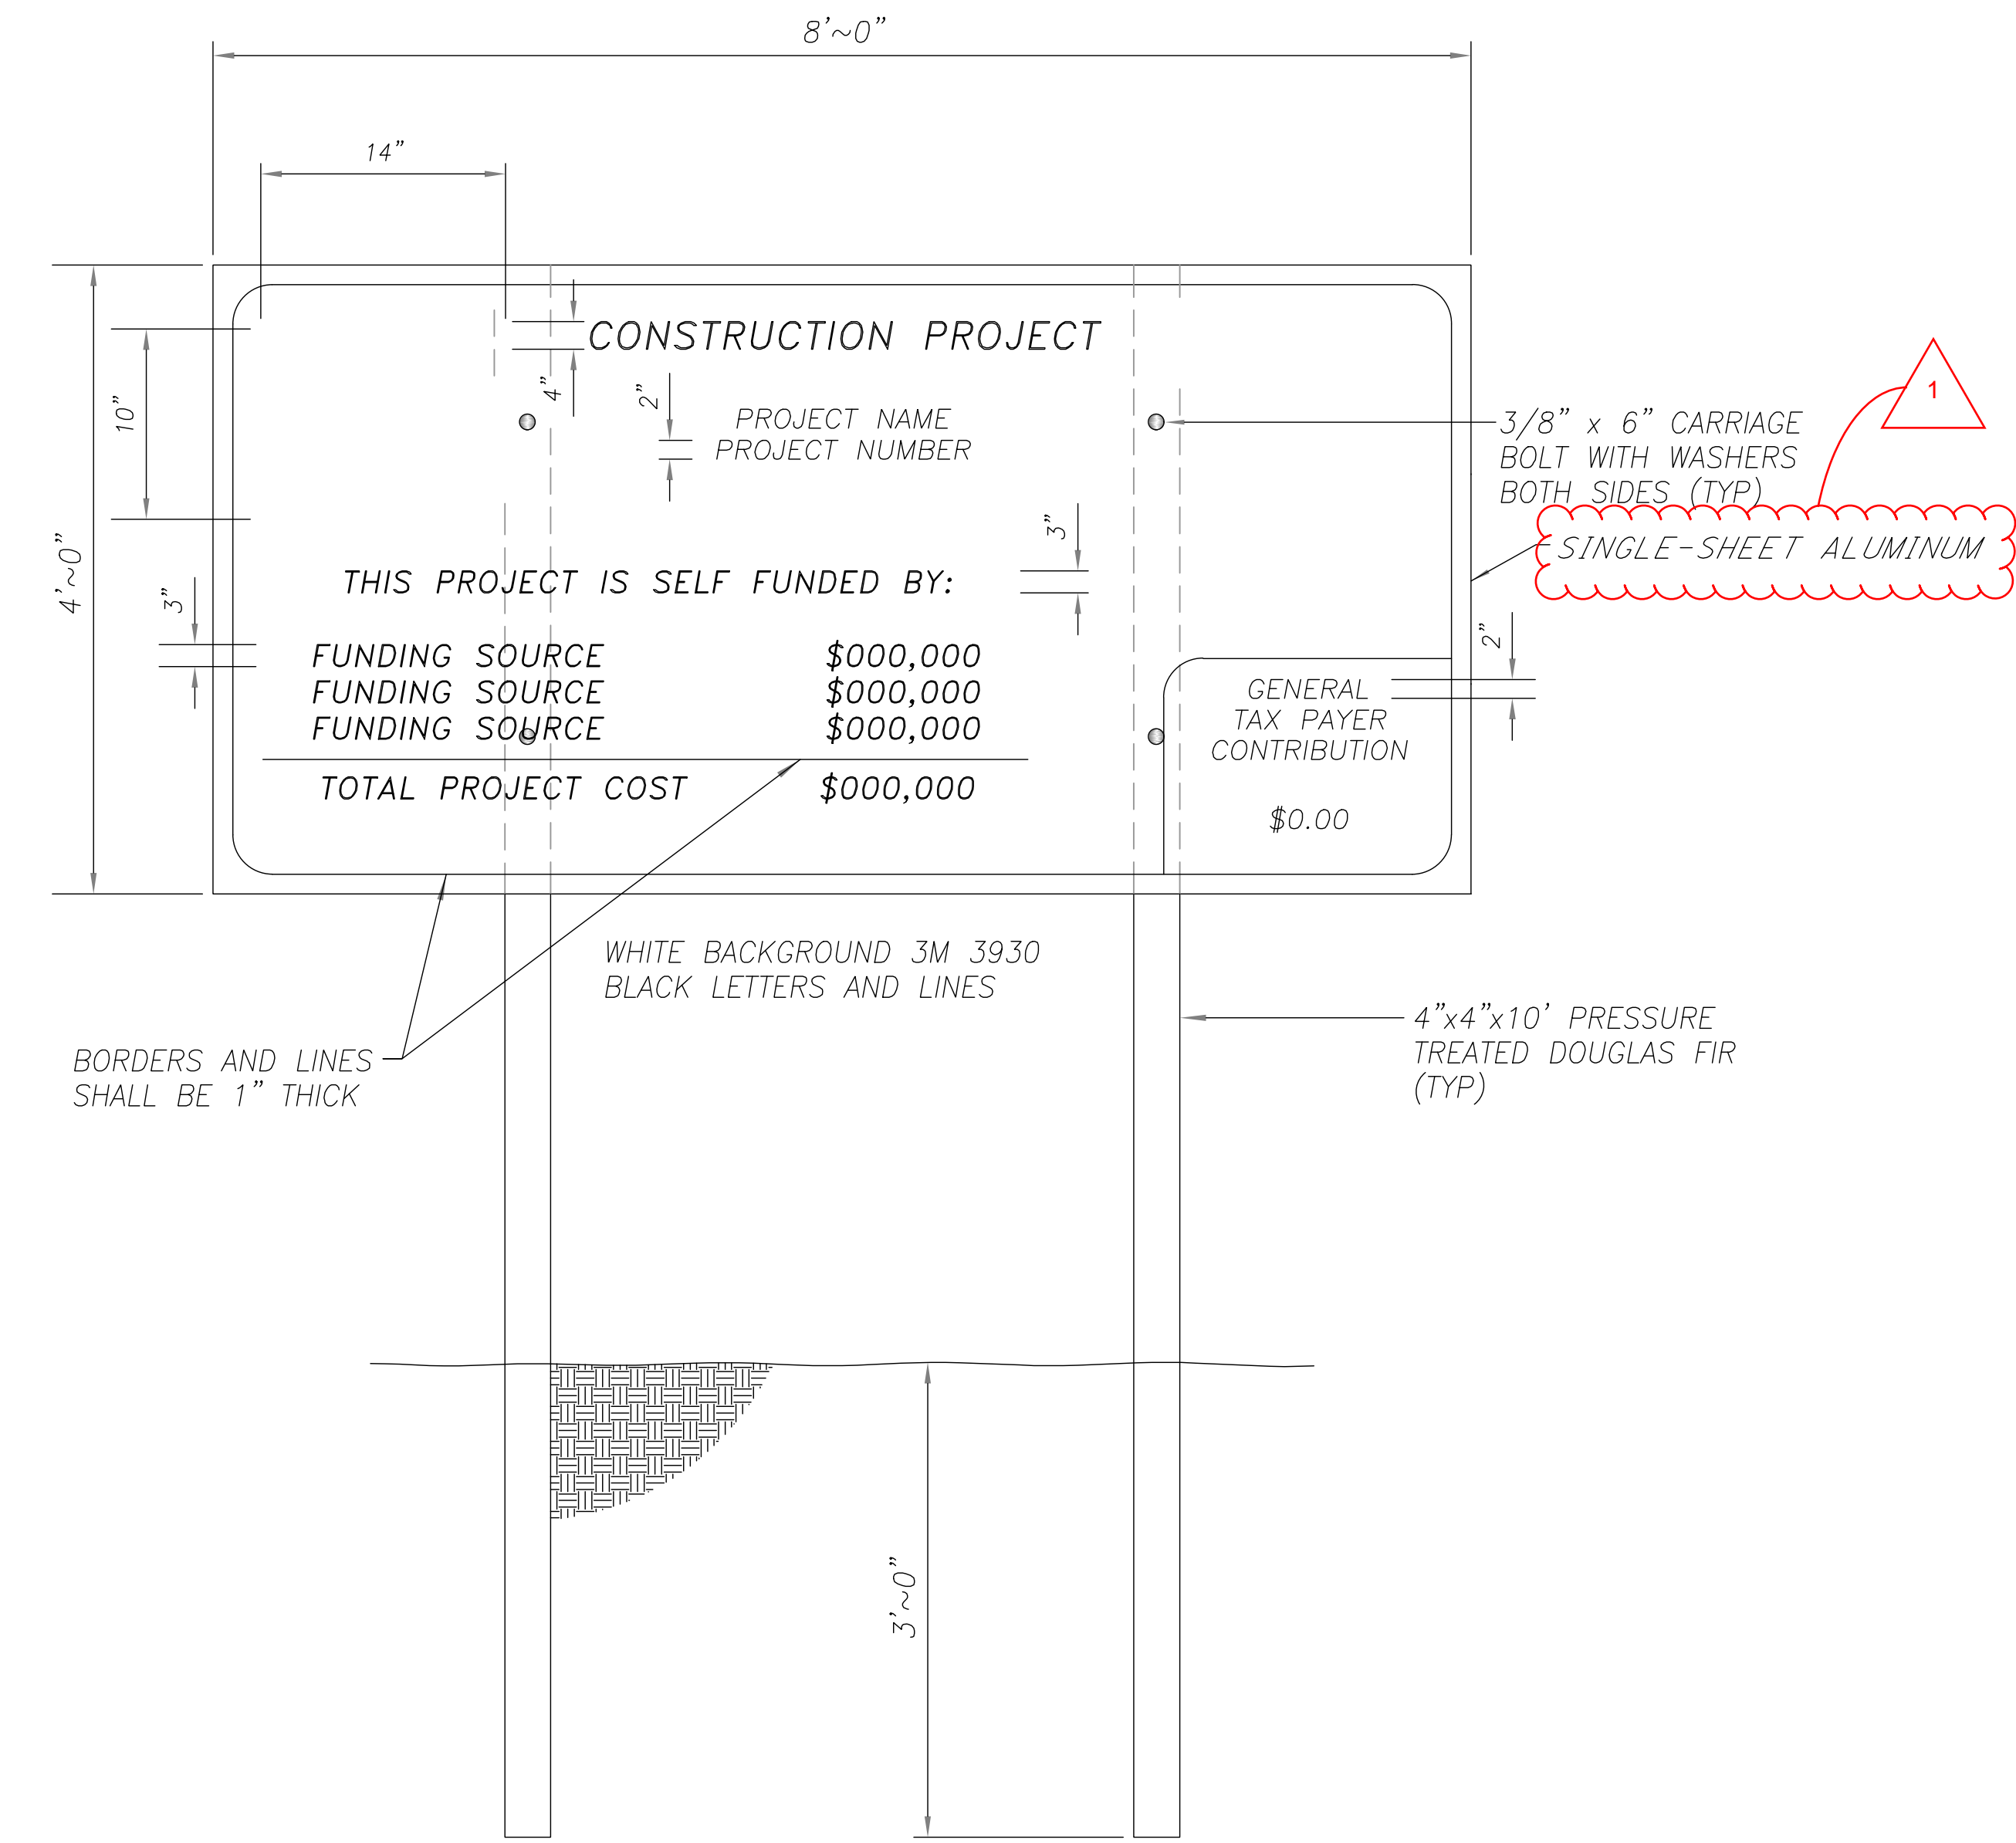 8'~0"
14"
CONSTRUCTION PROJECT
4"
2"
10"
PROJECT NAME
PROJECT NUMBER
1
3/8" x 6" CARRIAGE
BOLT WITH WASHERS
BOTH SIDES (TYP)
SINGLE-SHEET ALUMINUM
4'~0"
3"
3"
THIS PROJECT IS SELF FUNDED BY:
FUNDING SOURCE $000,000
FUNDING SOURCE $000,000
FUNDING SOURCE $000,000
TOTAL PROJECT COST $000,000
2"
GENERAL
TAX PAYER
CONTRIBUTION
$0.00
WHITE BACKGROUND 3M 3930
BLACK LETTERS AND LINES
BORDERS AND LINES
SHALL BE 1" THICK
4"x4"x10' PRESSURE
TREATED DOUGLAS FIR
(TYP)
3'~0"